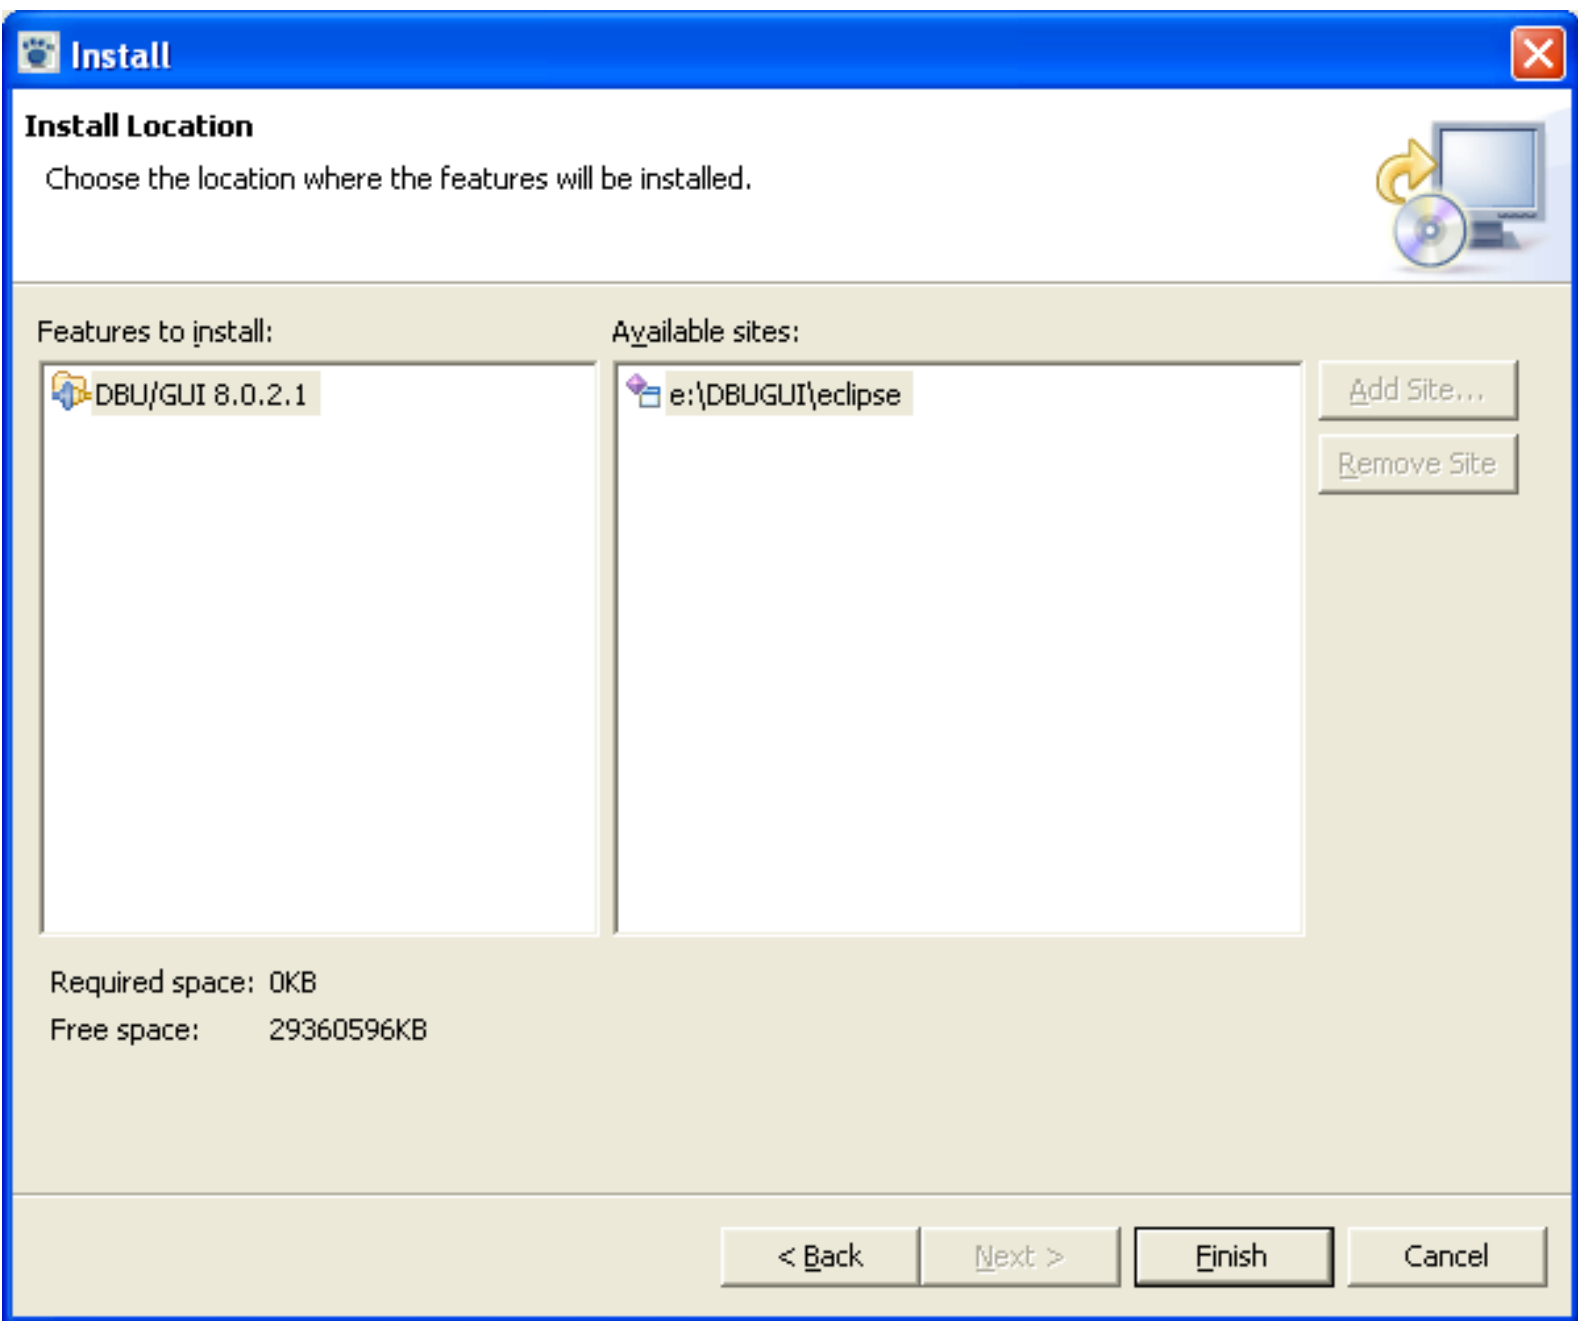 Install
Install Location
Choose the location where the features will be installed.
Features to install:
Available sites:
DBU/GUI 8.0.2.1
e:\DBUGUI\eclipse
Add Site...
Remove Site
Required space: 0KB
Free space: 29360596KB
< Back
Next >
Finish
Cancel